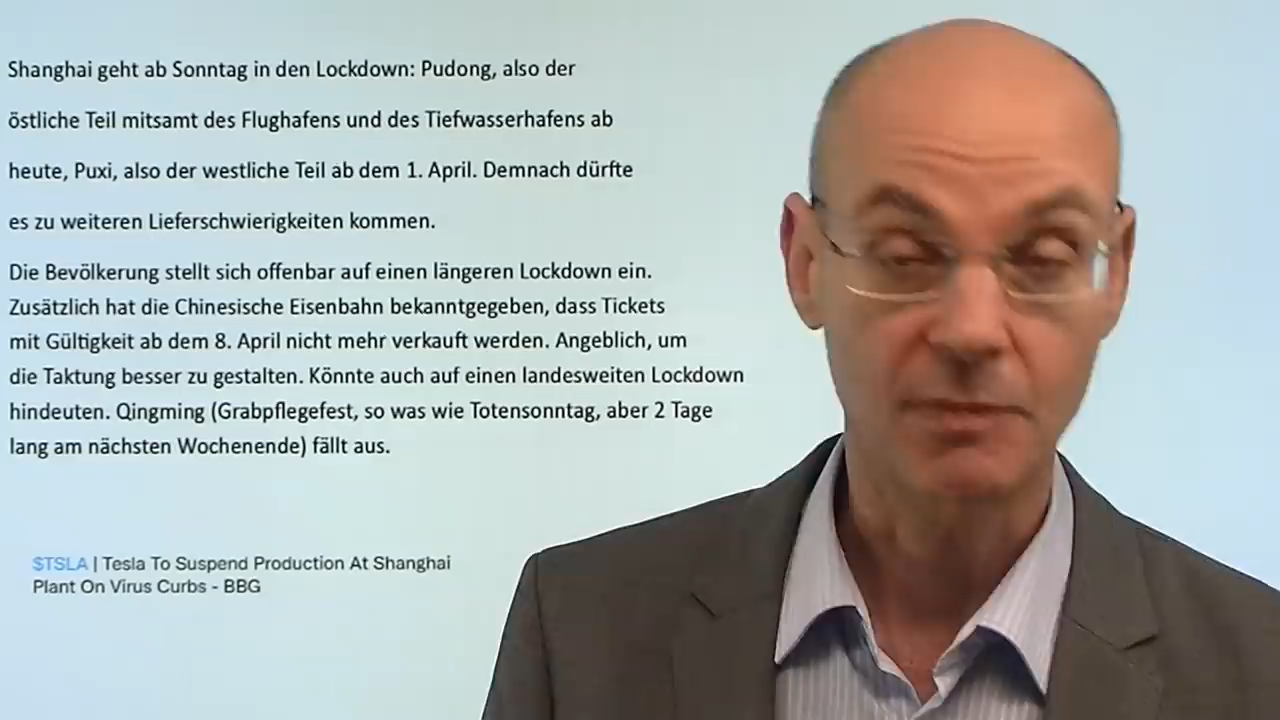 Shanghai geht ab Sonntag in den Lockdown: Pudong, also der
östliche Teil mitsamt des Flughafens und des Tiefwasserhafens ab
heute, Puxi, also der westliche Teil ab dem 1. April. Demnach dürfte
es zu weiteren Lieferschwierigkeiten kommen.
Die Bevölkerung stellt sich offenbar auf einen längeren Lockdown ein.
Zusätzlich hat die Chinesische Eisenbahn bekanntgegeben, dass Tickets
mit Gültigkeit ab dem 8. April nicht mehr verkauft werden. Angeblich, um
die Taktung besser zu gestalten. Könnte auch auf einen landesweiten Lockdown
hindeuten. Qingming (Grabpflegefest, so was wie Totensonntag, aber 2 Tage
lang am nächsten Wochenende) fällt aus.
$TSLA | Tesla To Suspend Production At Shanghai
Plant On Virus Curbs - BBG